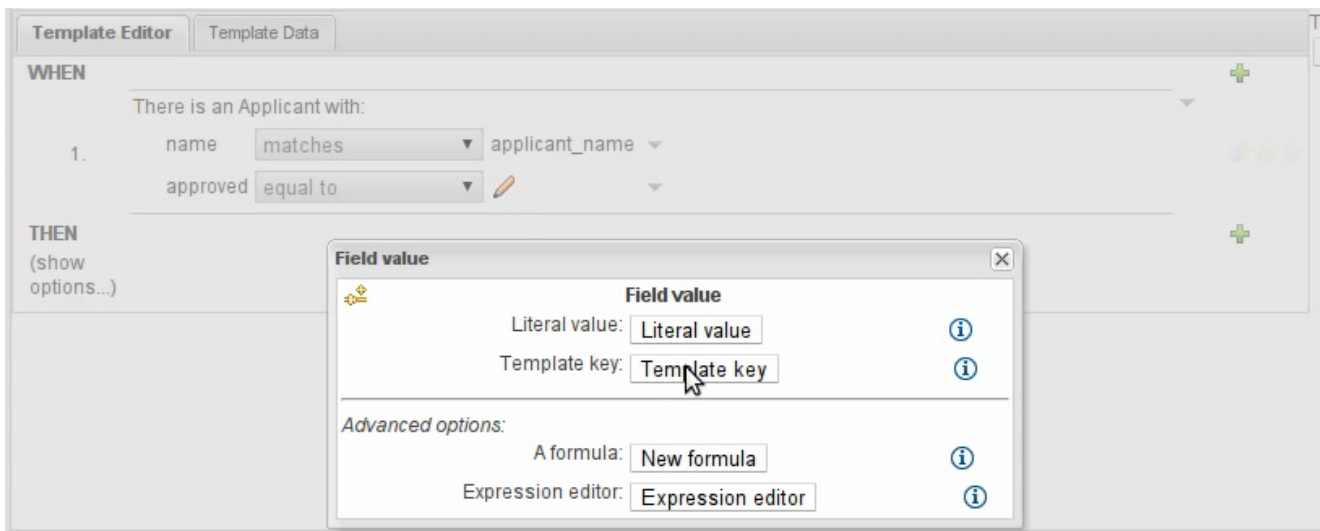 Template Editor Template Data
T
WHEN
There is an Applicant with:
1. name matches applicant_name
approved equal to
THEN
(show
options...)
Field value
Field value
Literal value: Literal value
Template key: Template key
Advanced options:
A formula: New formula
Expression editor: Expression editor